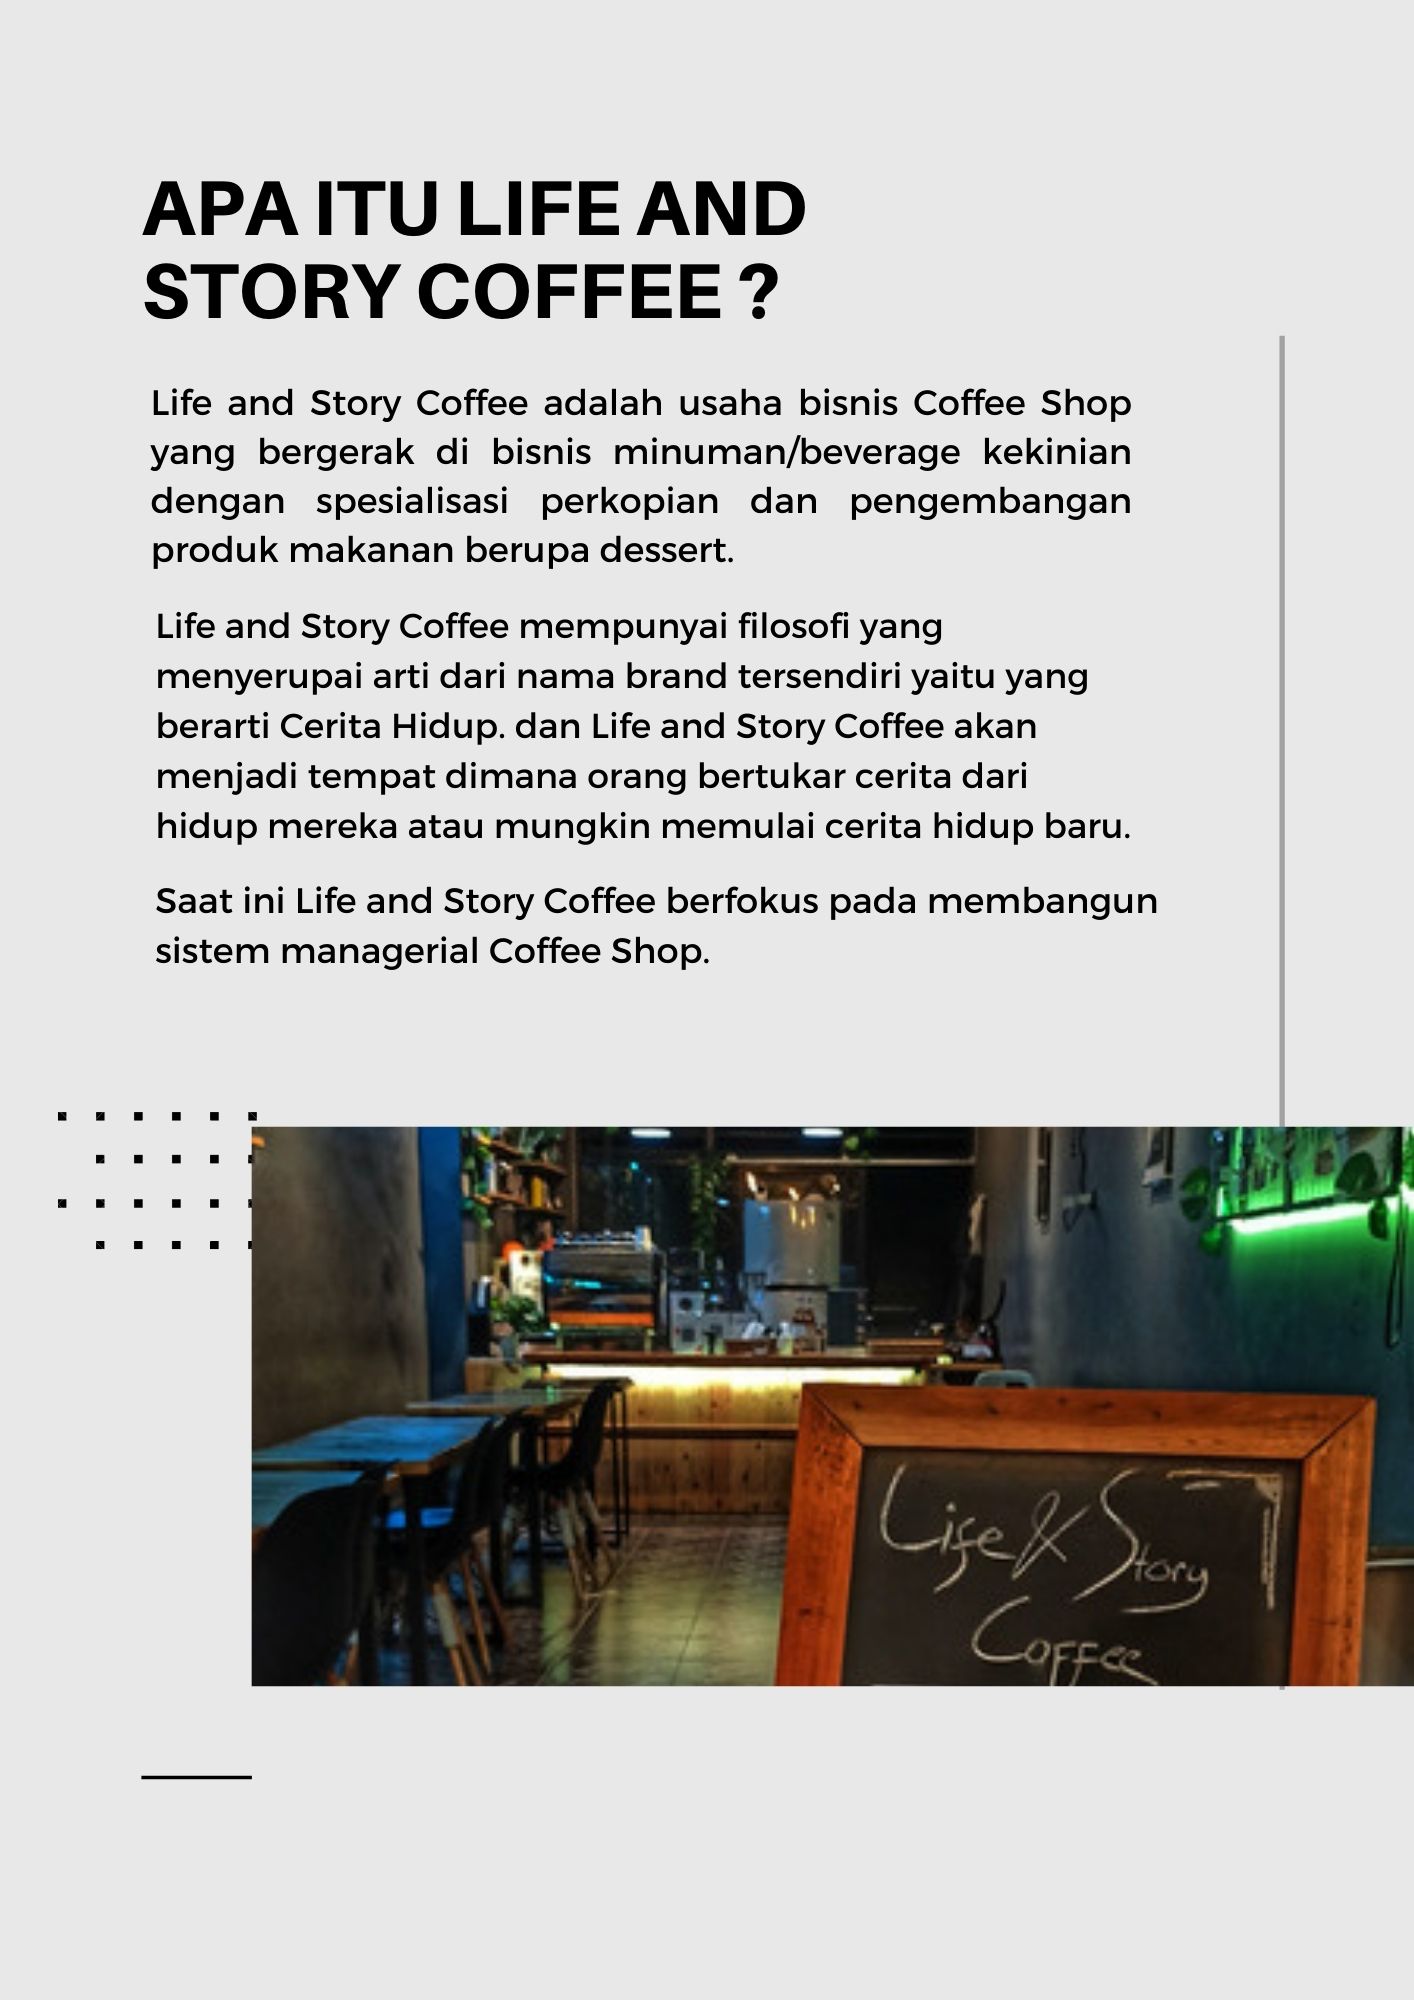 APA ITU LIFE AND
STORY COFFEE ?
Life and Story Coffee adalah usaha bisnis Coffee Shop
yang bergerak di bisnis minuman/beverage kekinian
dengan spesialisasi perkopian dan pengembangan
produk makanan berupa dessert.
Life and Story Coffee mempunyai filosofi yang
menyerupai arti dari nama brand tersendiri yaitu yang
berarti Cerita Hidup. dan Life and Story Coffee akan
menjadi tempat dimana orang bertukar cerita dari
hidup mereka atau mungkin memulai cerita hidup baru.
Saat ini Life and Story Coffee berfokus pada membangun
sistem managerial Coffee Shop.
Life & Story
Coffee